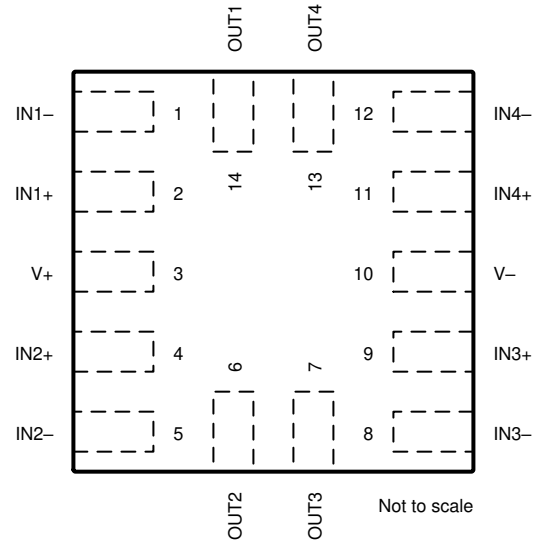 OUT1 OUT4
IN1– 1 12 IN4–
14 13
IN1+ 2 11 IN4+
V+ 3 10 V–
IN2+ 4 9 IN3+
6 7
IN2– 5 8 IN3–
OUT2 OUT3
Not to scale